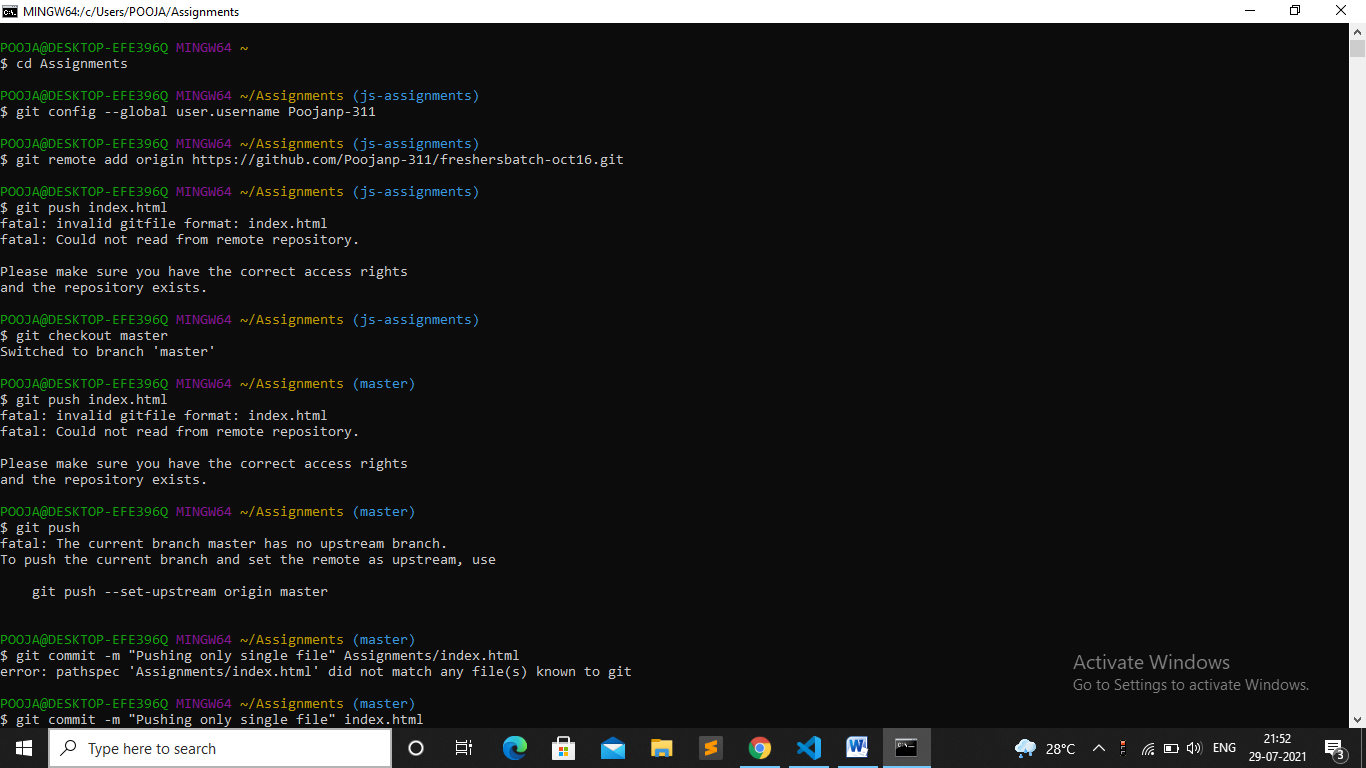 MINGW64:/c/Users/POOJA/Assignments
POOJA@DESKTOP-EFE396Q MINGW64 ~
$ cd Assignments
POOJA@DESKTOP-EFE396Q MINGW64 ~/Assignments (js-assignments)
$ git config --global user.username Poojanp-311
POOJA@DESKTOP-EFE396Q MINGW64 ~/Assignments (js-assignments)
$ git remote add origin https://github.com/Poojanp-311/freshersbatch-oct16.git
POOJA@DESKTOP-EFE396Q MINGW64 ~/Assignments (js-assignments)
$ git push index.html
fatal: invalid gitfile format: index.html
fatal: Could not read from remote repository.
Please make sure you have the correct access rights
and the repository exists.
POOJA@DESKTOP-EFE396Q MINGW64 ~/Assignments (js-assignments)
$ git checkout master
Switched to branch 'master'
POOJA@DESKTOP-EFE396Q MINGW64 ~/Assignments (master)
$ git push index.html
fatal: invalid gitfile format: index.html
fatal: Could not read from remote repository.
Please make sure you have the correct access rights
and the repository exists.
POOJA@DESKTOP-EFE396Q MINGW64 ~/Assignments (master)
$ git push
fatal: The current branch master has no upstream branch.
To push the current branch and set the remote as upstream, use
git push --set-upstream origin master
POOJA@DESKTOP-EFE396Q MINGW64 ~/Assignments (master)
$ git commit -m "Pushing only single file" Assignments/index.html
error: pathspec 'Assignments/index.html' did not match any file(s) known to git
POOJA@DESKTOP-EFE396Q MINGW64 ~/Assignments (master)
$ git commit -m "Pushing only single file" index.html
Activate Windows
Go to Settings to activate Windows.
Type here to search
28°C
ENG
21:52
29-07-2021
3